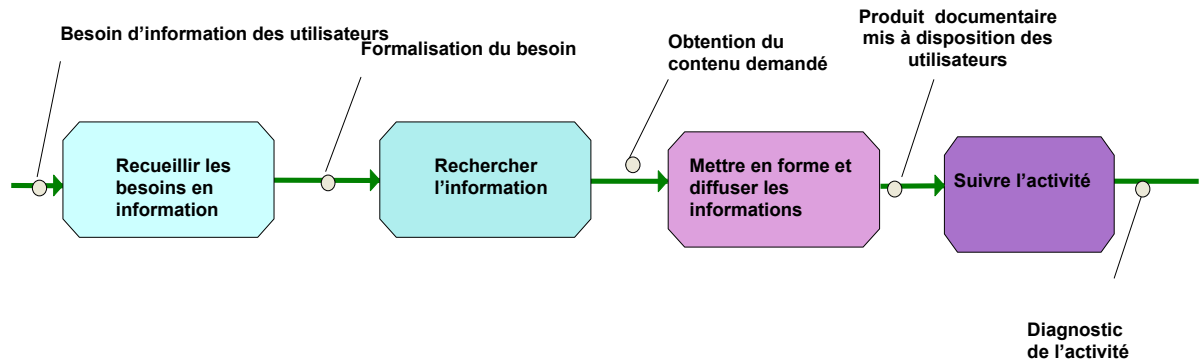 Besoin d'information des utilisateurs
Formalisation du besoin
Obtention du
contenu demandé
Produit documentaire
mis à disposition des
utilisateurs
Recueillir les
besoins en
information
Rechercher
l'information
Mettre en forme et
diffuser les
informations
Suivre l'activité
Diagnostic
de l'activité